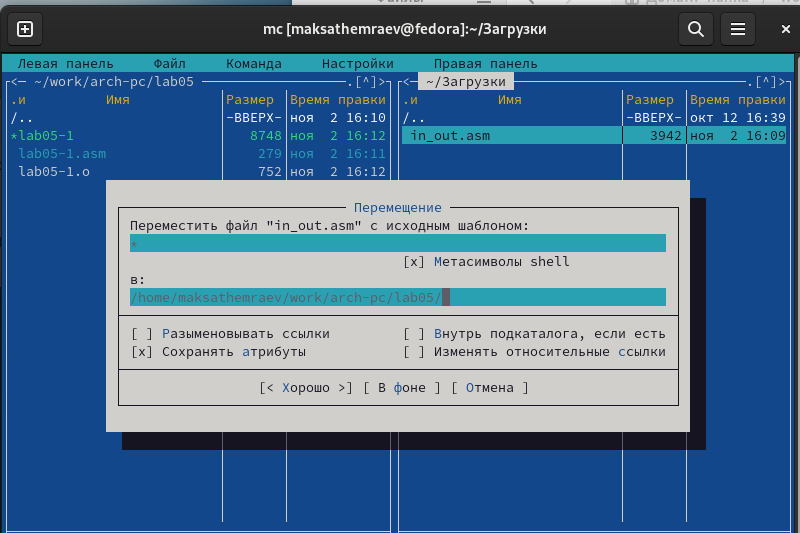 mc [maksathemraev@fedora]:~/Загрузки
Левая панель Файл Команда Настройки Правая панель
<— ~/work/arch-pc/lab05 .[^]> <— ~/Загрузки .[^]>
.и Имя Размер Время правки .и Имя Размер Время правки
/.. -ВВЕРХ- ноя 2 16:10 /.. -ВВЕРХ- окт 12 16:39
*lab05-1 8748 ноя 2 16:12 in_out.asm 3942 ноя 2 16:09
lab05-1.asm 279 ноя 2 16:11
lab05-1.o 752 ноя 2 16:12
Перемещение
Переместить файл "in_out.asm" с исходным шаблоном:
*
[x] Метасимволы shell
в:
/home/maksathemraev/work/arch-pc/lab05/
[ ] Разыменовывать ссылки [ ] Внутрь подкаталога, если есть
[x] Сохранять атрибуты [ ] Изменять относительные ссылки
[< Хорошо >] [ В фоне ] [ Отмена ]